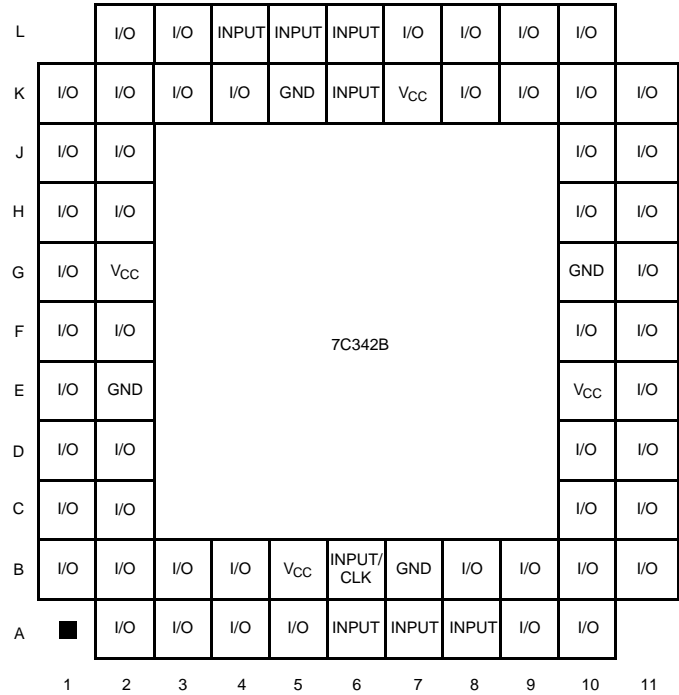 L I/O I/O INPUT INPUT INPUT I/O I/O I/O I/O
K I/O I/O I/O I/O GND INPUT VCC I/O I/O I/O I/O
J I/O I/O I/O I/O
H I/O I/O I/O I/O
G I/O VCC GND I/O
F I/O I/O 7C342B I/O I/O
E I/O GND VCC I/O
D I/O I/O I/O I/O
C I/O I/O I/O I/O
B I/O I/O I/O I/O VCC INPUT/CLK GND I/O I/O I/O I/O
A I/O I/O I/O I/O INPUT INPUT INPUT I/O I/O
1 2 3 4 5 6 7 8 9 10 11